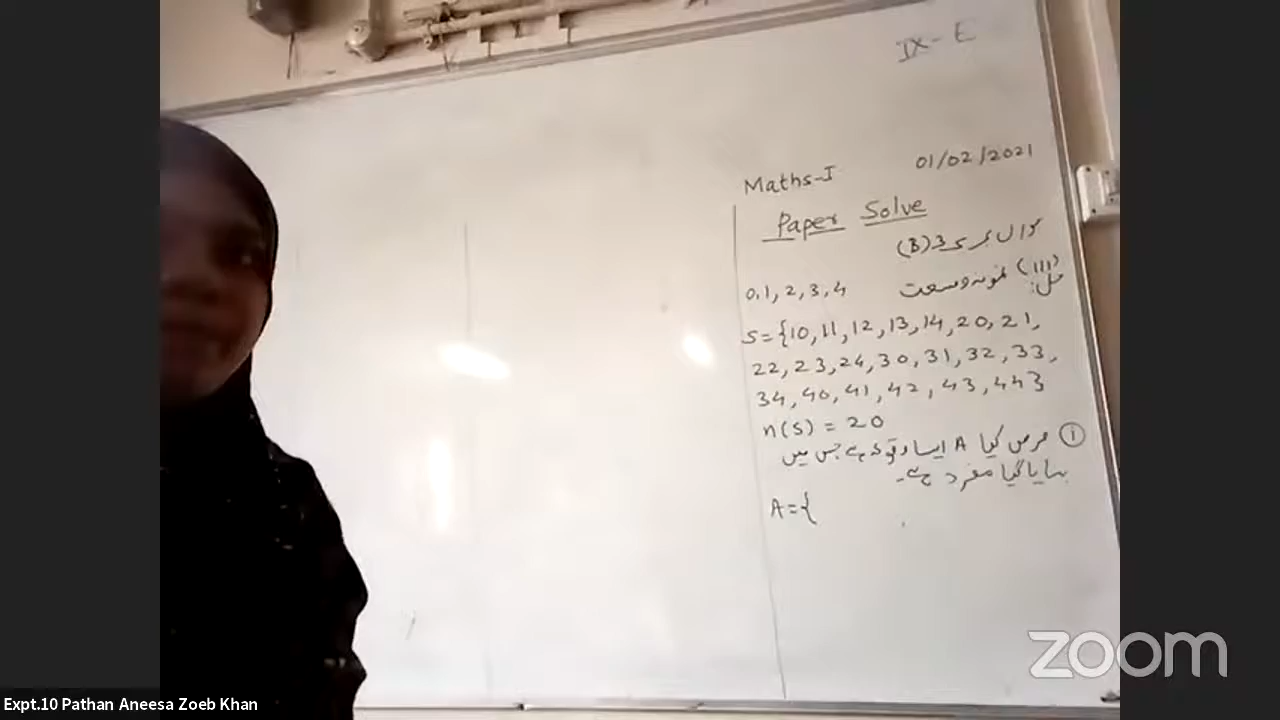 IX - E
Maths-I 01/02/2021
Paper Solve
سوال نمبر 3 (B)
(iii) نمونہ وسعت 0,1,2,3,4
حل:
S={10,11,12,13,14,20,21,
22,23,24,30,31,32,33,
34,40,41,42,43,44}
n(S) = 20
① فرض کیا A ایسا وقوعہ ہے جس میں
بنایا گیا مفرد ہے۔
A={
zoom
Expt.10 Pathan Aneesa Zoeb Khan